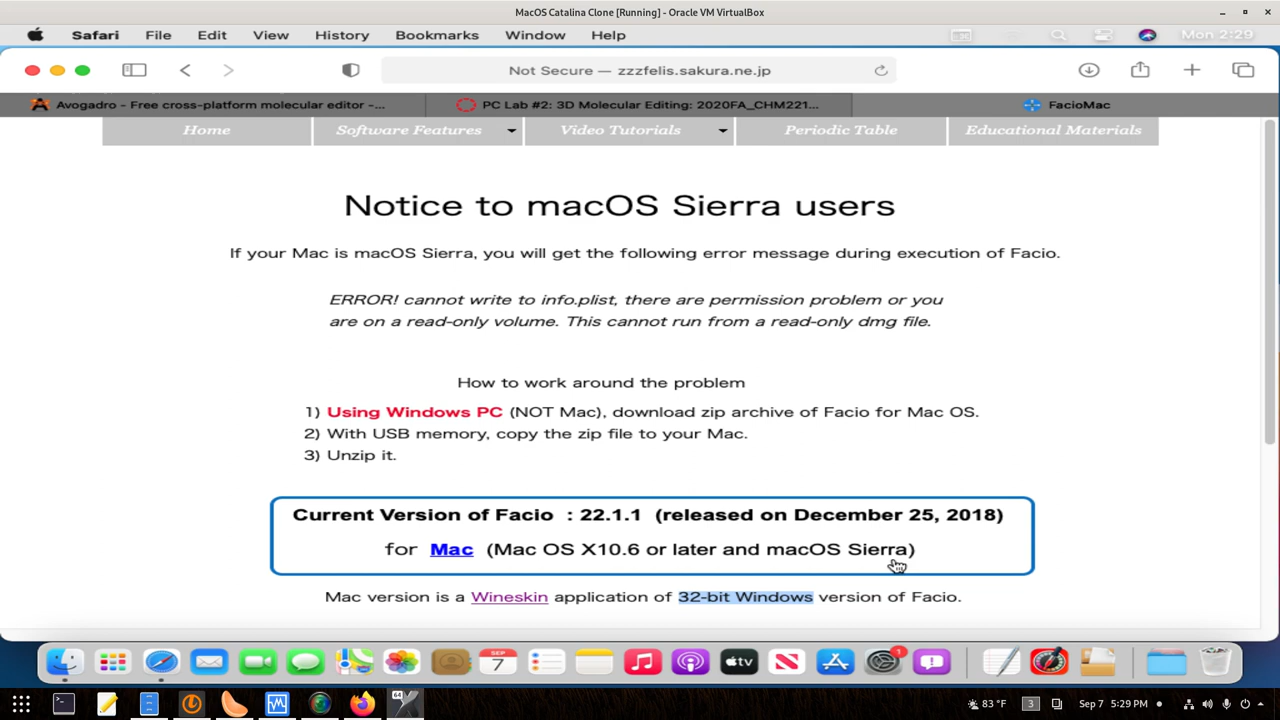 MacOS Catalina Clone [Running] - Oracle VM VirtualBox
Safari File Edit View History Bookmarks Window Help Mon 2:29
Not Secure — zzzfelis.sakura.ne.jp
Avogadro - Free cross-platform molecular editor -... PC Lab #2: 3D Molecular Editing: 2020FA_CHM221... FacioMac
Home Software Features Video Tutorials Periodic Table Educational Materials
Notice to macOS Sierra users
If your Mac is macOS Sierra, you will get the following error message during execution of Facio.
ERROR! cannot write to info.plist, there are permission problem or you
are on a read-only volume. This cannot run from a read-only dmg file.
How to work around the problem
1) Using Windows PC (NOT Mac), download zip archive of Facio for Mac OS.
2) With USB memory, copy the zip file to your Mac.
3) Unzip it.
Current Version of Facio : 22.1.1 (released on December 25, 2018)
for Mac (Mac OS X10.6 or later and macOS Sierra)
Mac version is a Wineskin application of 32-bit Windows version of Facio.
SEP
7
tv
1
64
83 °F 3 Sep 7 5:29 PM